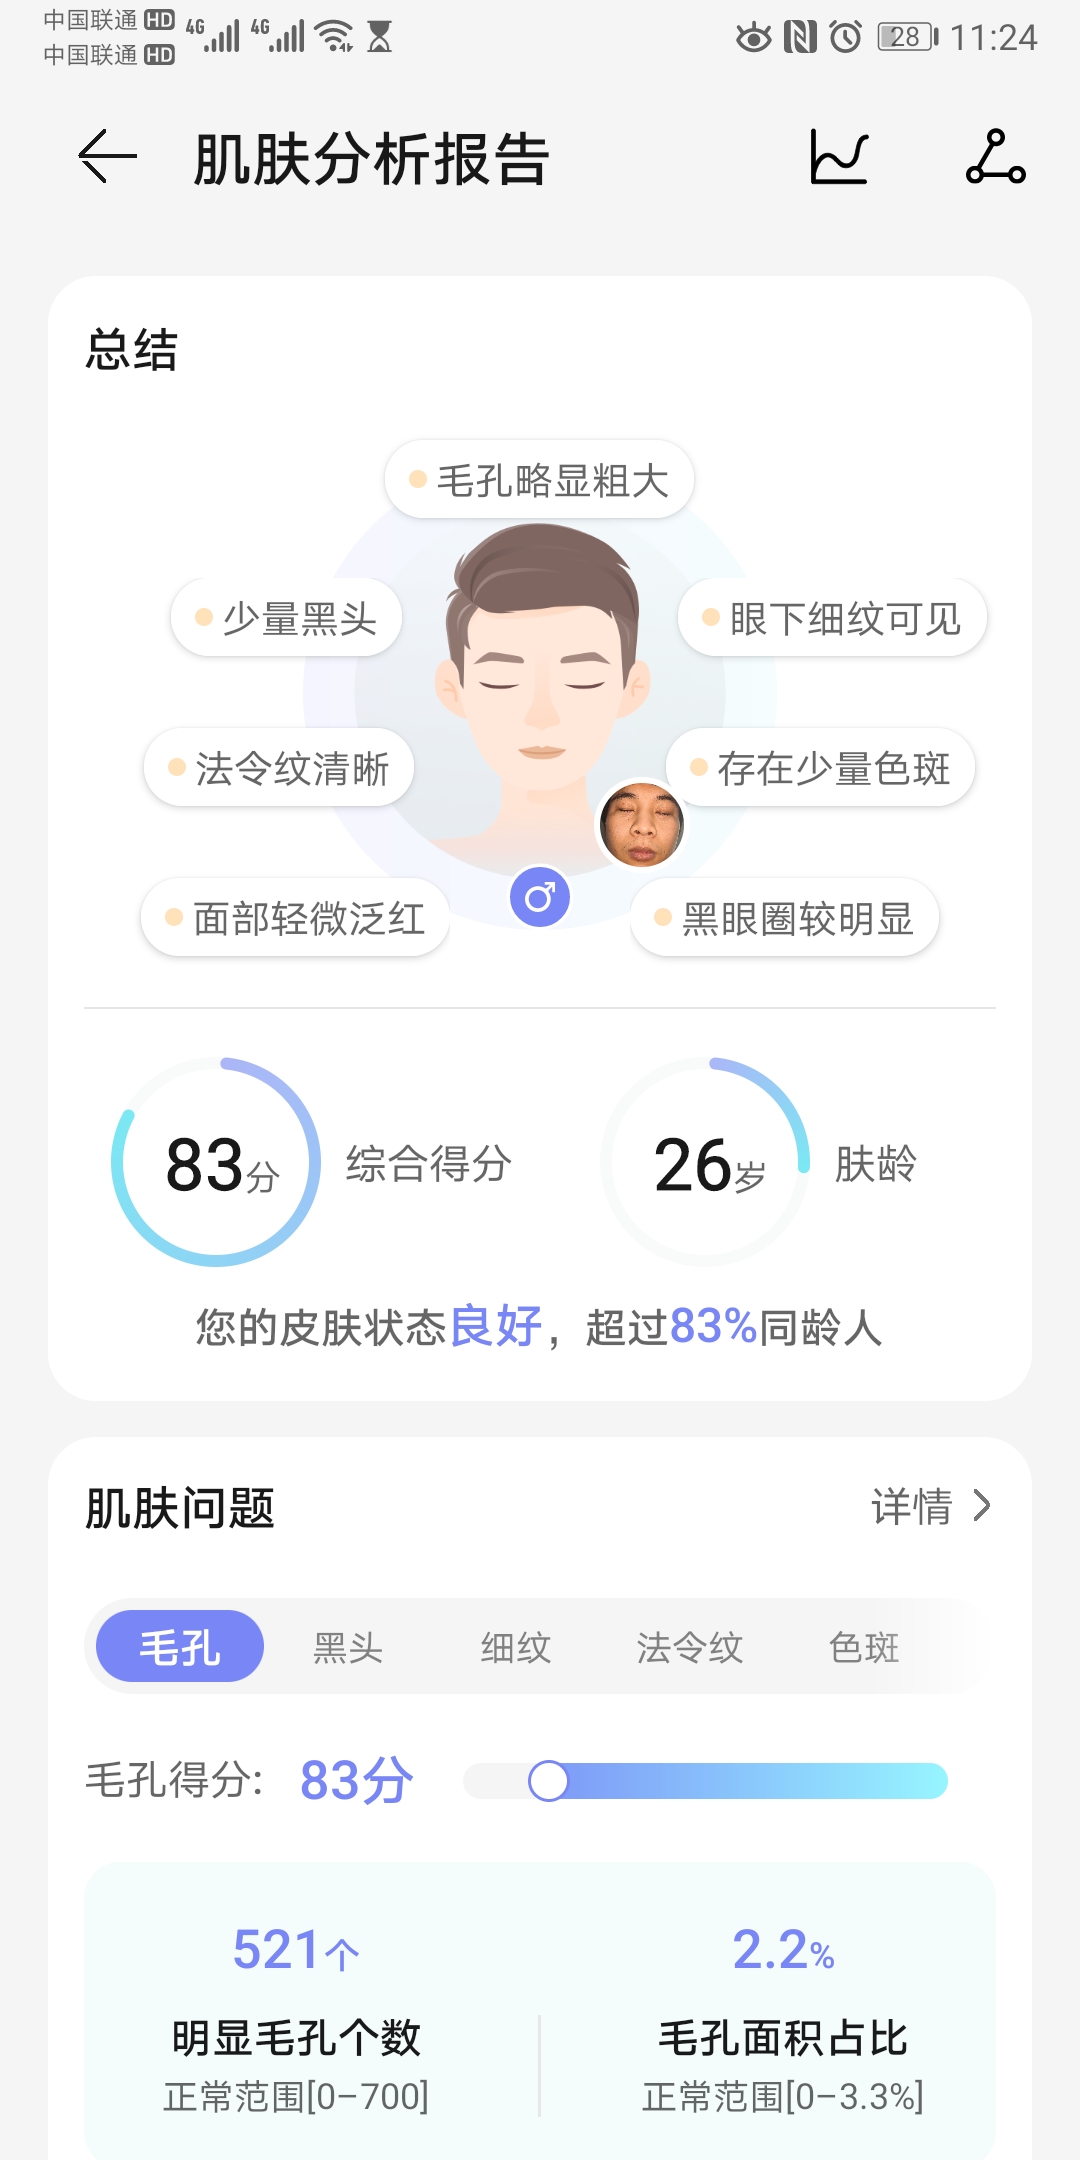 中国联通 HD 4G 4G 28 11:24
中国联通 HD
肌肤分析报告
总结
毛孔略显粗大
少量黑头
眼下细纹可见
法令纹清晰
存在少量色斑
面部轻微泛红
黑眼圈较明显
83分 综合得分 26岁 肤龄
您的皮肤状态良好，超过83%同龄人
肌肤问题 详情
毛孔 黑头 细纹 法令纹 色斑
毛孔得分: 83分
521个 2.2%
明显毛孔个数 毛孔面积占比
正常范围[0-700] 正常范围[0-3.3%]